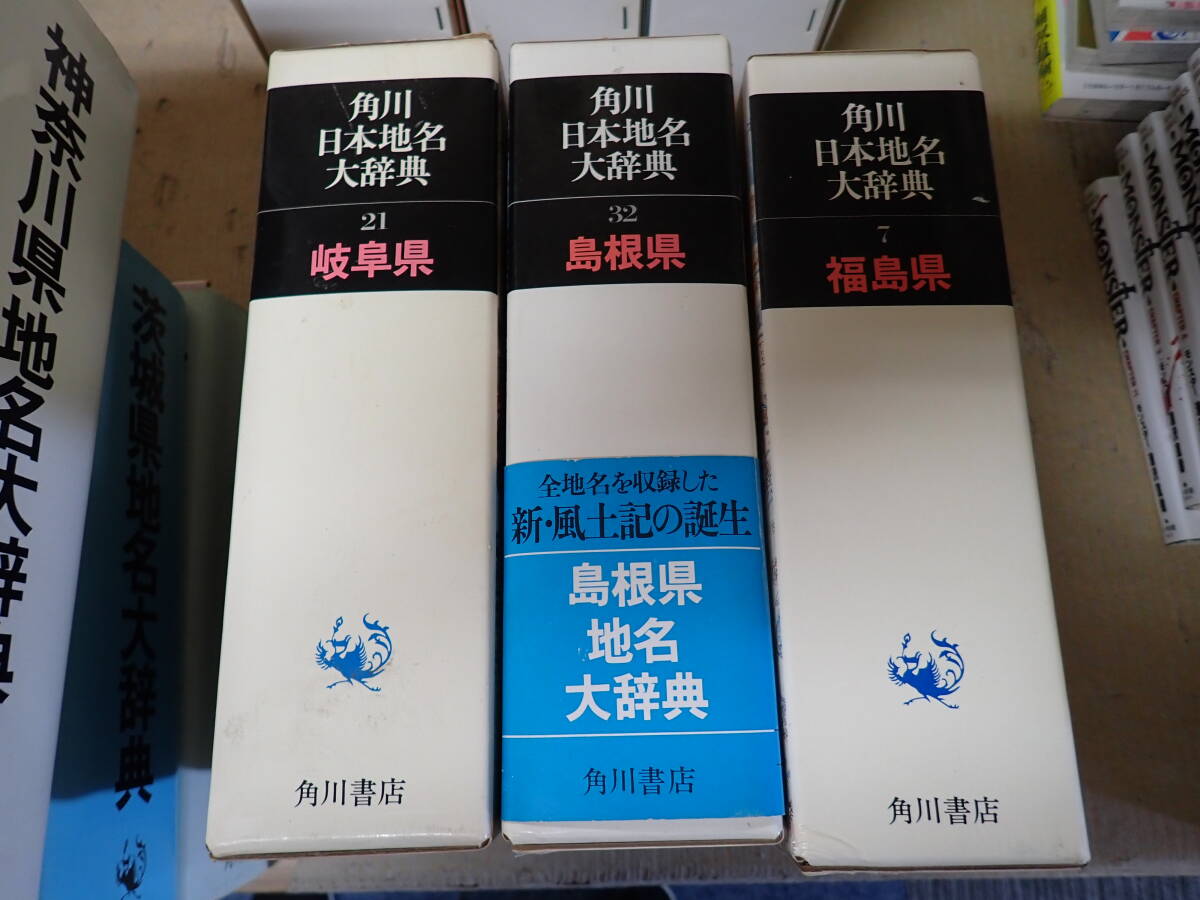 神奈川県地名大辞典
茨城県地名大辞典
角川
日本地名
大辞典
21
岐阜県
角川書店
角川
日本地名
大辞典
32
島根県
全地名を収録した
新・風土記の誕生
島根県
地名
大辞典
角川書店
角川
日本地名
大辞典
7
福島県
角川書店
MONSTER
MONSTER
MONSTER